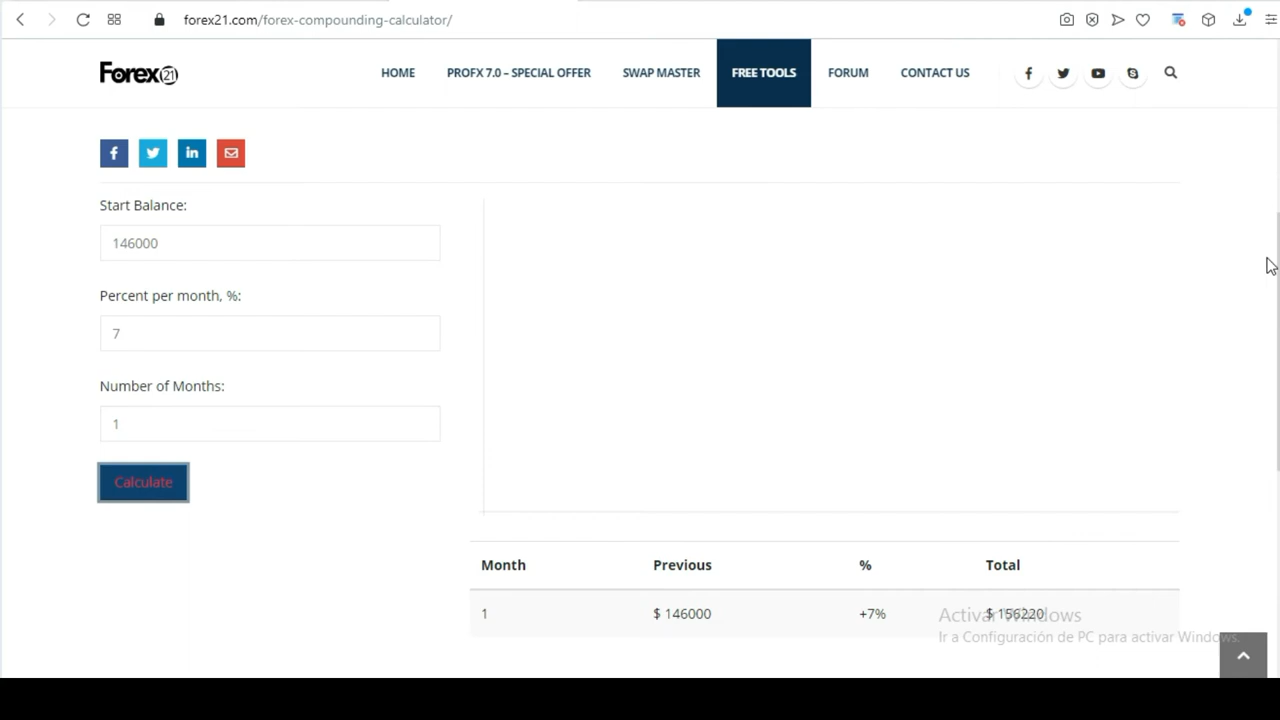 forex21.com/forex-compounding-calculator/
Forex21
HOME PROFX 7.0 – SPECIAL OFFER SWAP MASTER FREE TOOLS FORUM CONTACT US
Start Balance:
146000
Percent per month, %:
7
Number of Months:
1
Calculate
Month Previous % Total
1 $ 146000 +7% $ 156220
Activar Windows
Ir a Configuración de PC para activar Windows.